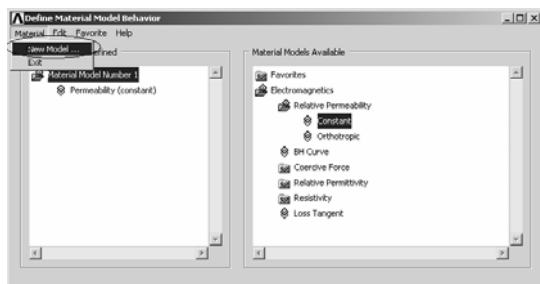 Define Material Model Behavior
Material Edit Favorite Help
New Model ...
Exit
Material Models Available
Material Model Number 1
Permeability (constant)
Favorites
Electromagnetics
Relative Permeability
Constant
Orthotropic
BH Curve
Coercive Force
Relative Permittivity
Resistivity
Loss Tangent